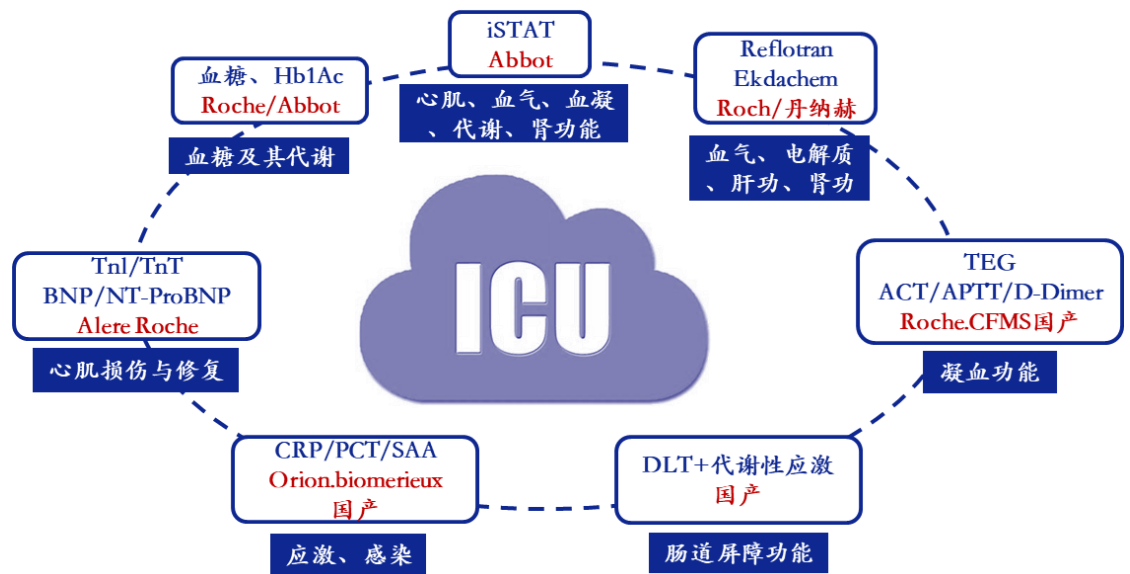 iSTAT
Abbot
心肌、血气、血凝
、代谢、肾功能
血糖、Hb1Ac
Roche/Abbot
血糖及其代谢
Reflotran
Ekdachem
Roch/丹纳赫
血气、电解质
、肝功、肾功
ICU
Tnl/TnT
BNP/NT-ProBNP
Alere Roche
心肌损伤与修复
TEG
ACT/APTT/D-Dimer
Roche.CFMS国产
凝血功能
CRP/PCT/SAA
Orion.biomerieux
国产
应激、感染
DLT+代谢性应激
国产
肠道屏障功能